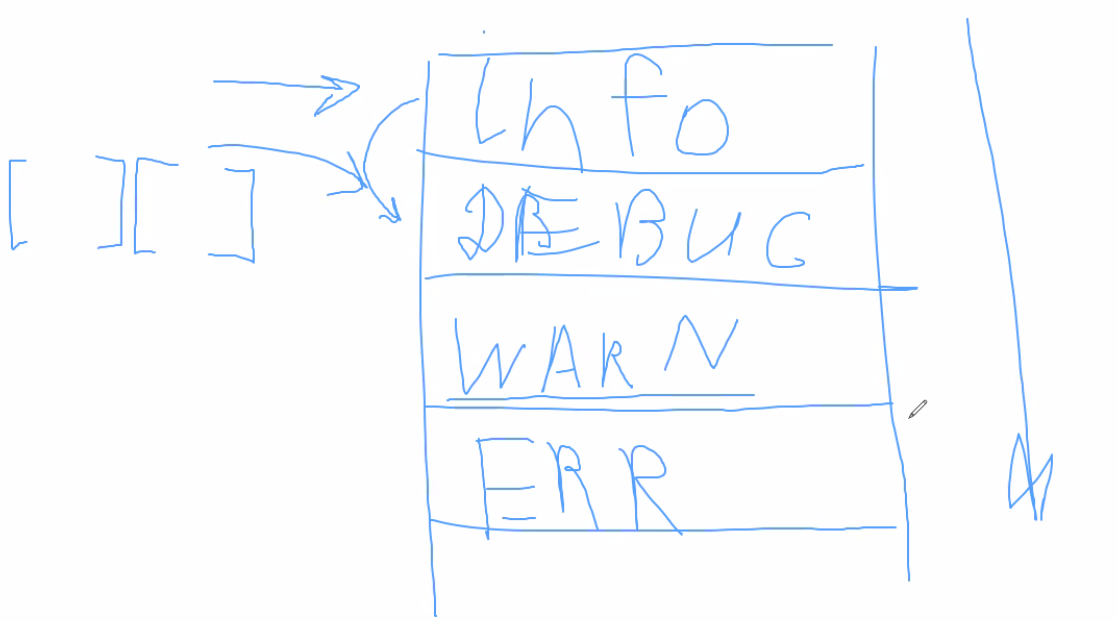 Info
DEBUG
WARN
ERR
[ ] [ ]